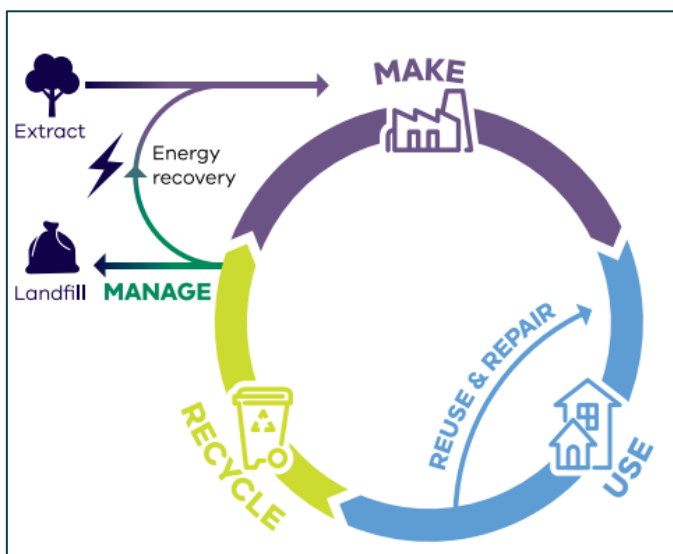 MAKE
Extract
Energy
recovery
Landfill
MANAGE
REUSE & REPAIR
RECYCLE
USE